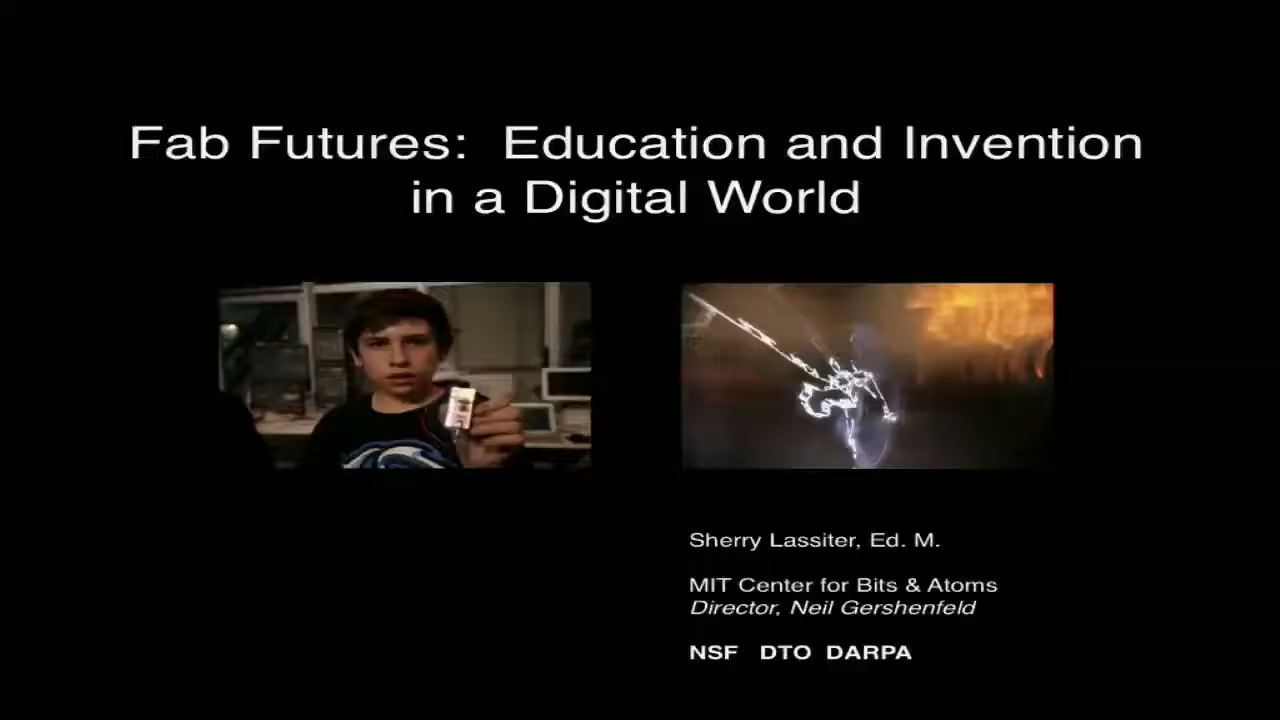 Fab Futures: Education and Invention
in a Digital World
Sherry Lassiter, Ed. M.
MIT Center for Bits & Atoms
Director, Neil Gershenfeld
NSF DTO DARPA